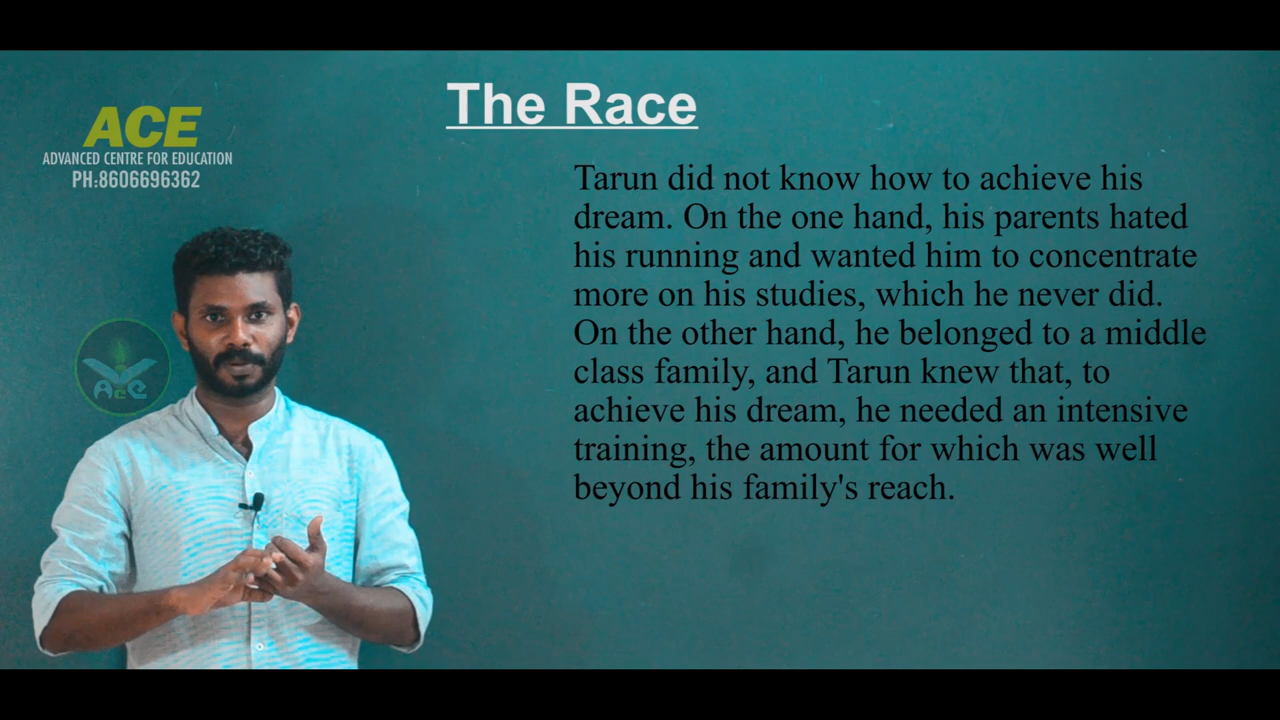 The Race
ACE
ADVANCED CENTRE FOR EDUCATION
PH:8606696362
Tarun did not know how to achieve his
dream. On the one hand, his parents hated
his running and wanted him to concentrate
more on his studies, which he never did.
On the other hand, he belonged to a middle
class family, and Tarun knew that, to
achieve his dream, he needed an intensive
training, the amount for which was well
beyond his family's reach.
AcE